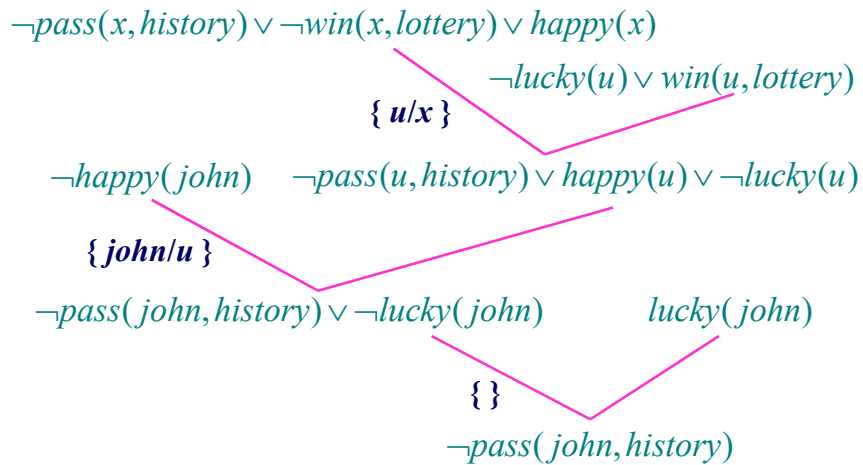 ¬pass(x,history)∨¬win(x,lottery)∨happy(x)
¬lucky(u)∨win(u,lottery)
{ u/x }
¬happy(john) ¬pass(u,history)∨happy(u)∨¬lucky(u)
{ john/u }
¬pass(john,history)∨¬lucky(john) lucky(john)
{ }
¬pass(john,history)